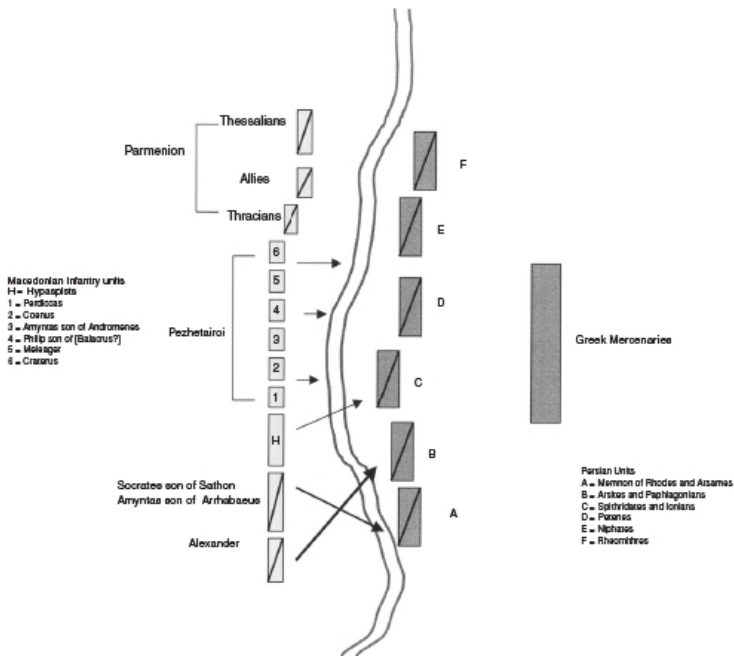 Thessalians
Parmenion
Allies
Thracians
F
E
D
C
B
A
6
5
4
3
2
1
H
Macedonian Infantry units
H = Hypaspists
1 = Perdiccas
2 = Coenus
3 = Amyntas son of Andromenes
4 = Philip son of [Balacrus?]
5 = Meleager
6 = Craterus
Pezhetairoi
Greek Mercenaries
Socrates son of Sathon
Amyntas son of Arrhabaeus
Alexander
Persian Units
A = Memnon of Rhodes and Arsames
B = Arsites and Paphlagonians
C = Spithridates and Ionians
D = Petenes
E = Niphates
F = Rheomithres